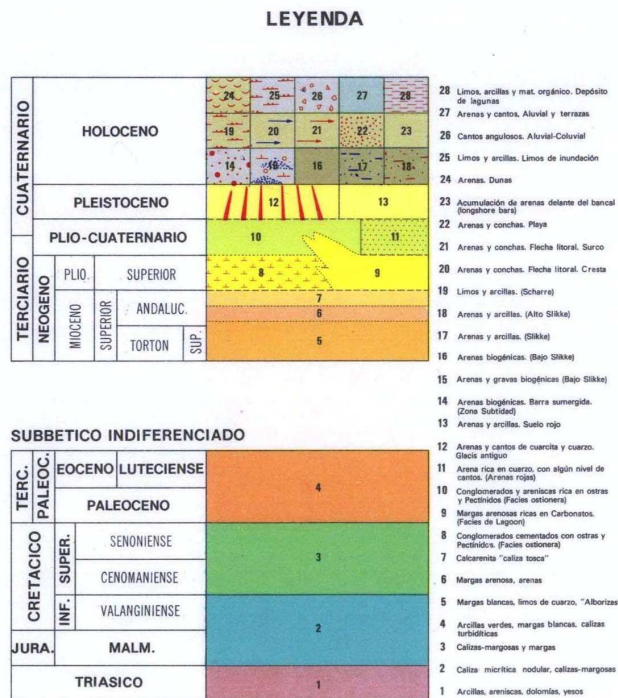 LEYENDA
CUATERNARIO
HOLOCENO
24 25 26 27 28
19 20 21 22 23
14 15 16 17 18
PLEISTOCENO
12 13
PLIO-CUATERNARIO
10 11
TERCIARIO
NEOGENO
PLIO. SUPERIOR
8 9
MIOCENO
SUPERIOR
ANDALUC.
7
6
TORTON SUP.
5
28 Limos, arcillas y mat. orgánico. Depósito
de lagunas
27 Arenas y cantos, Aluvial y terrazas
26 Cantos angulosos. Aluvial-Coluvial
25 Limos y arcillas. Limos de inundación
24 Arenas. Dunas
23 Acumulación de arenas delante del bancal
(longshore bars)
22 Arenas y conchas. Playa
21 Arenas y conchas. Flecha litoral. Surco
20 Arenas y conchas. Flecha litoral. Cresta
19 Limos y arcillas. (Scharre)
18 Arenas y arcillas. (Alto Slikke)
17 Arenas y arcillas. (Slikke)
16 Arenas biogénicas. (Bajo Slikke)
15 Arenas y gravas biogénicas (Bajo Slikke)
14 Arenas biogénicas. Barra sumergida.
(Zona Subtidad)
13 Arenas y arcillas. Suelo rojo
12 Arenas y cantos de cuarcita y cuarzo.
Glacis antiguo
11 Arena rica en cuarzo, con algún nivel de
cantos. (Arenas rojas)
10 Conglomerados y areniscas rica en ostras
y Pectínidos (Facies ostionera)
9 Margas arenosas ricas en Carbonatos.
(Facies de Lagoon)
8 Conglomerados cementados con ostras y
Pectínidos. (Facies ostionera)
7 Calcarenita "caliza tosca"
6 Margas arenosa, arenas
5 Margas blancas, limos de cuarzo, "Alborizas
4 Arcillas verdes, margas blancas, calizas
turbidíticas
3 Calizas-margosas y margas
2 Caliza micrítica nodular, calizas-margosas
1 Arcillas, areniscas, dolomías, yesos
SUBBETICO INDIFERENCIADO
TERC.
PALEOC.
EOCENO LUTECIENSE
PALEOCENO
4
CRETACICO
SUPER.
SENONIENSE
CENOMANIENSE
3
INF. VALANGINIENSE
JURA. MALM.
2
TRIASICO
1